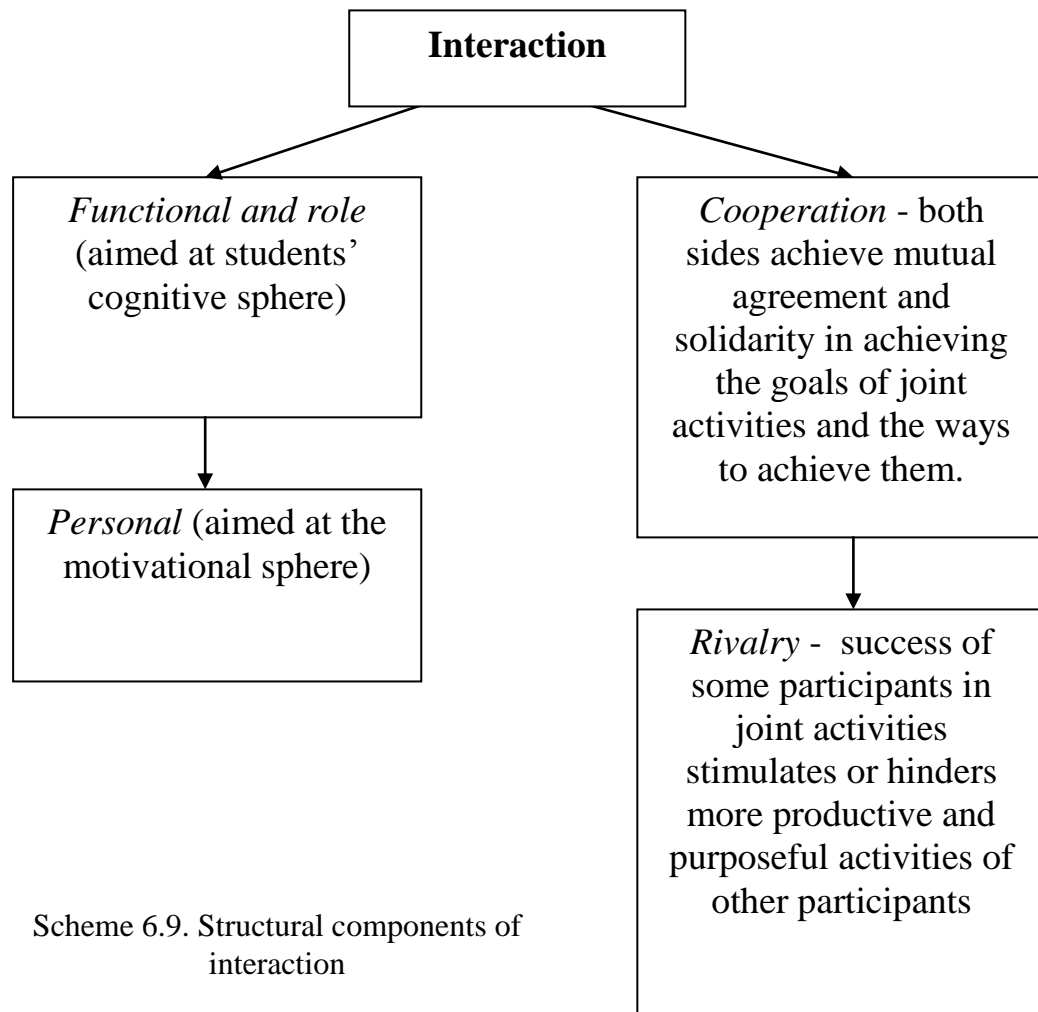 Interaction
Functional and role
(aimed at students’
cognitive sphere)
Personal (aimed at the
motivational sphere)
Cooperation - both
sides achieve mutual
agreement and
solidarity in achieving
the goals of joint
activities and the ways
to achieve them.
Rivalry - success of
some participants in
joint activities
stimulates or hinders
more productive and
purposeful activities of
other participants
Scheme 6.9. Structural components of
interaction